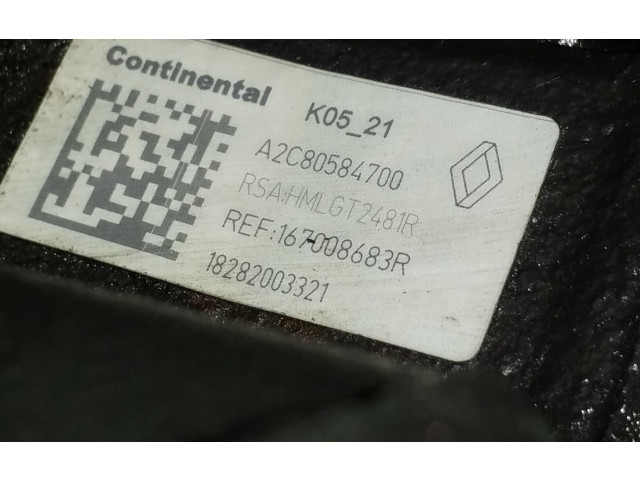 Continental
K05_21
A2C80584700
RSA:HMLGT2481R
REF:167008683R
18282003321